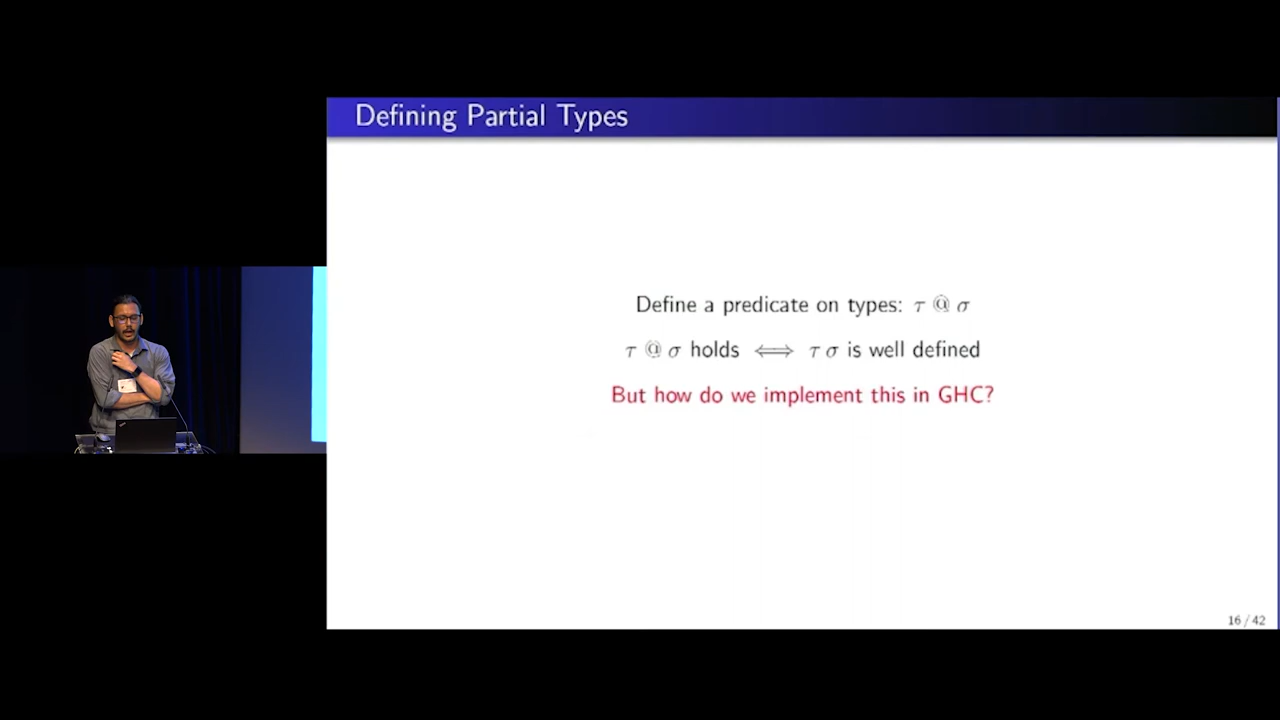 Defining Partial Types
Define a predicate on types: τ @ σ
τ @ σ holds ⟺ τ σ is well defined
But how do we implement this in GHC?
16 / 42